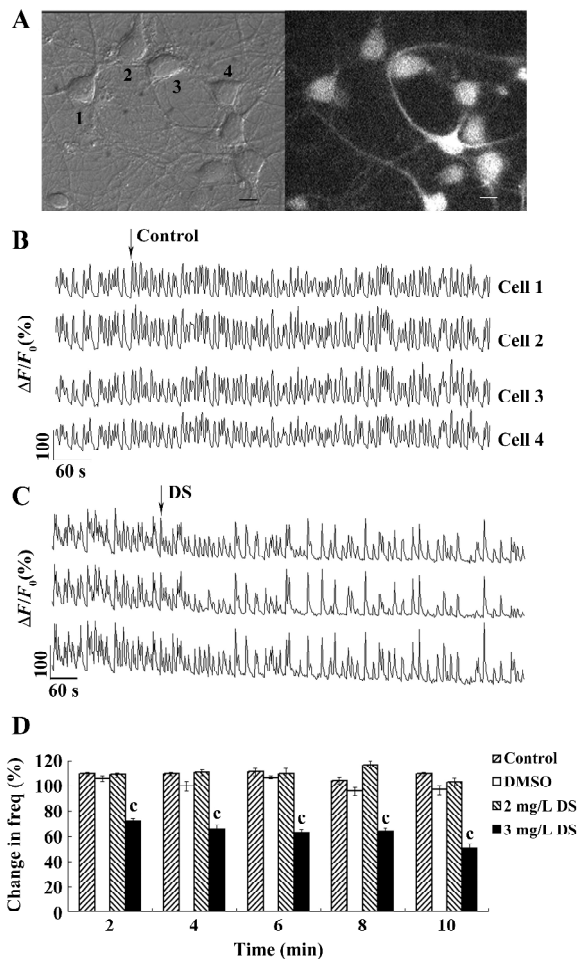 A
1
2
3
4
B
Control
Cell 1
Cell 2
Cell 3
Cell 4
ΔF/F0(%)
100
60 s
C
DS
ΔF/F0(%)
100
60 s
D
Change in freq (%)
120
100
80
60
40
20
0
c
c
c
c
c
2
4
6
8
10
Time (min)
Control
DMSO
2 mg/L DS
3 mg/L DS